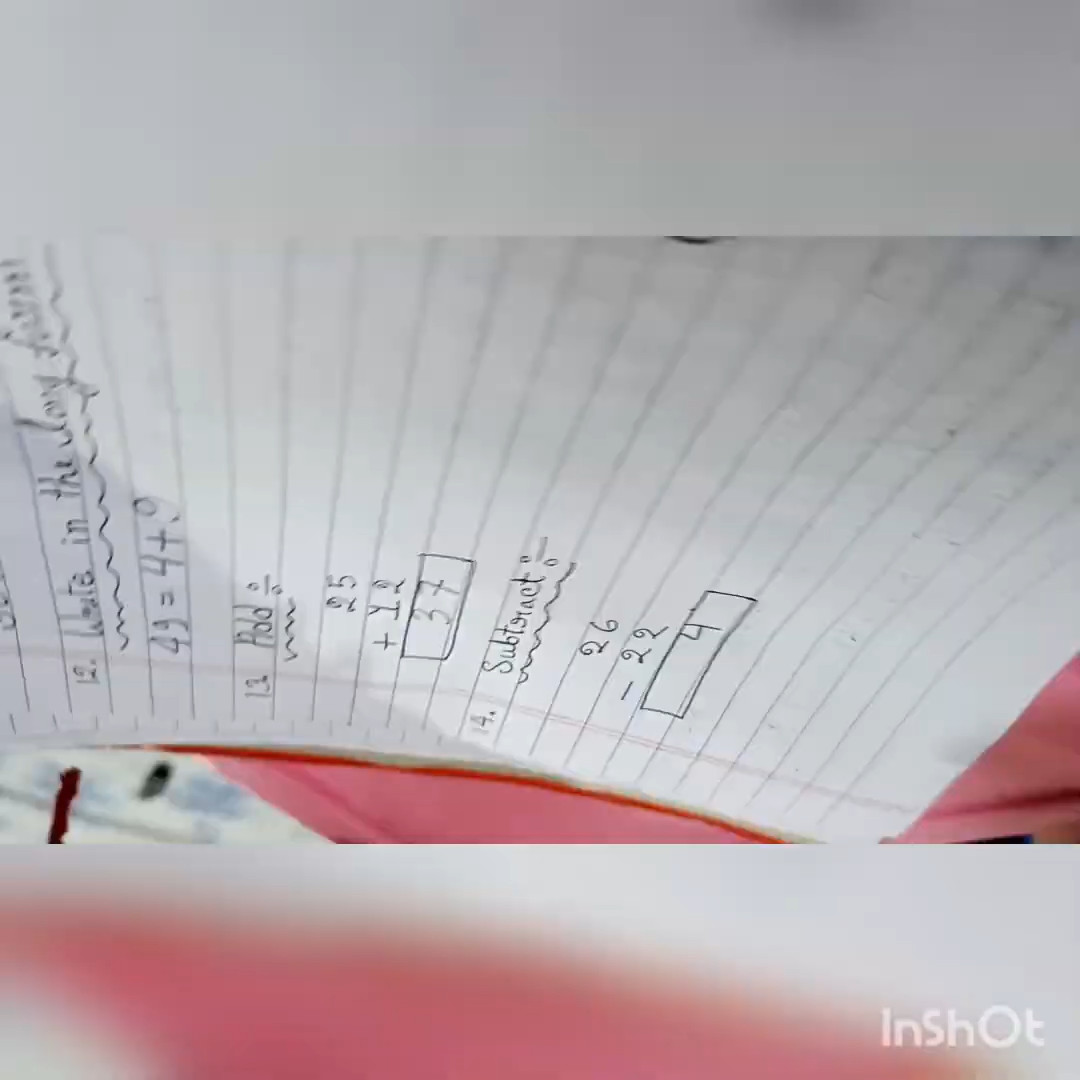 12. Write in the long form
49 = 4+9
13 Add :-
25
+ 12
37
14. Subtract :-
26
- 22
4
InShOt